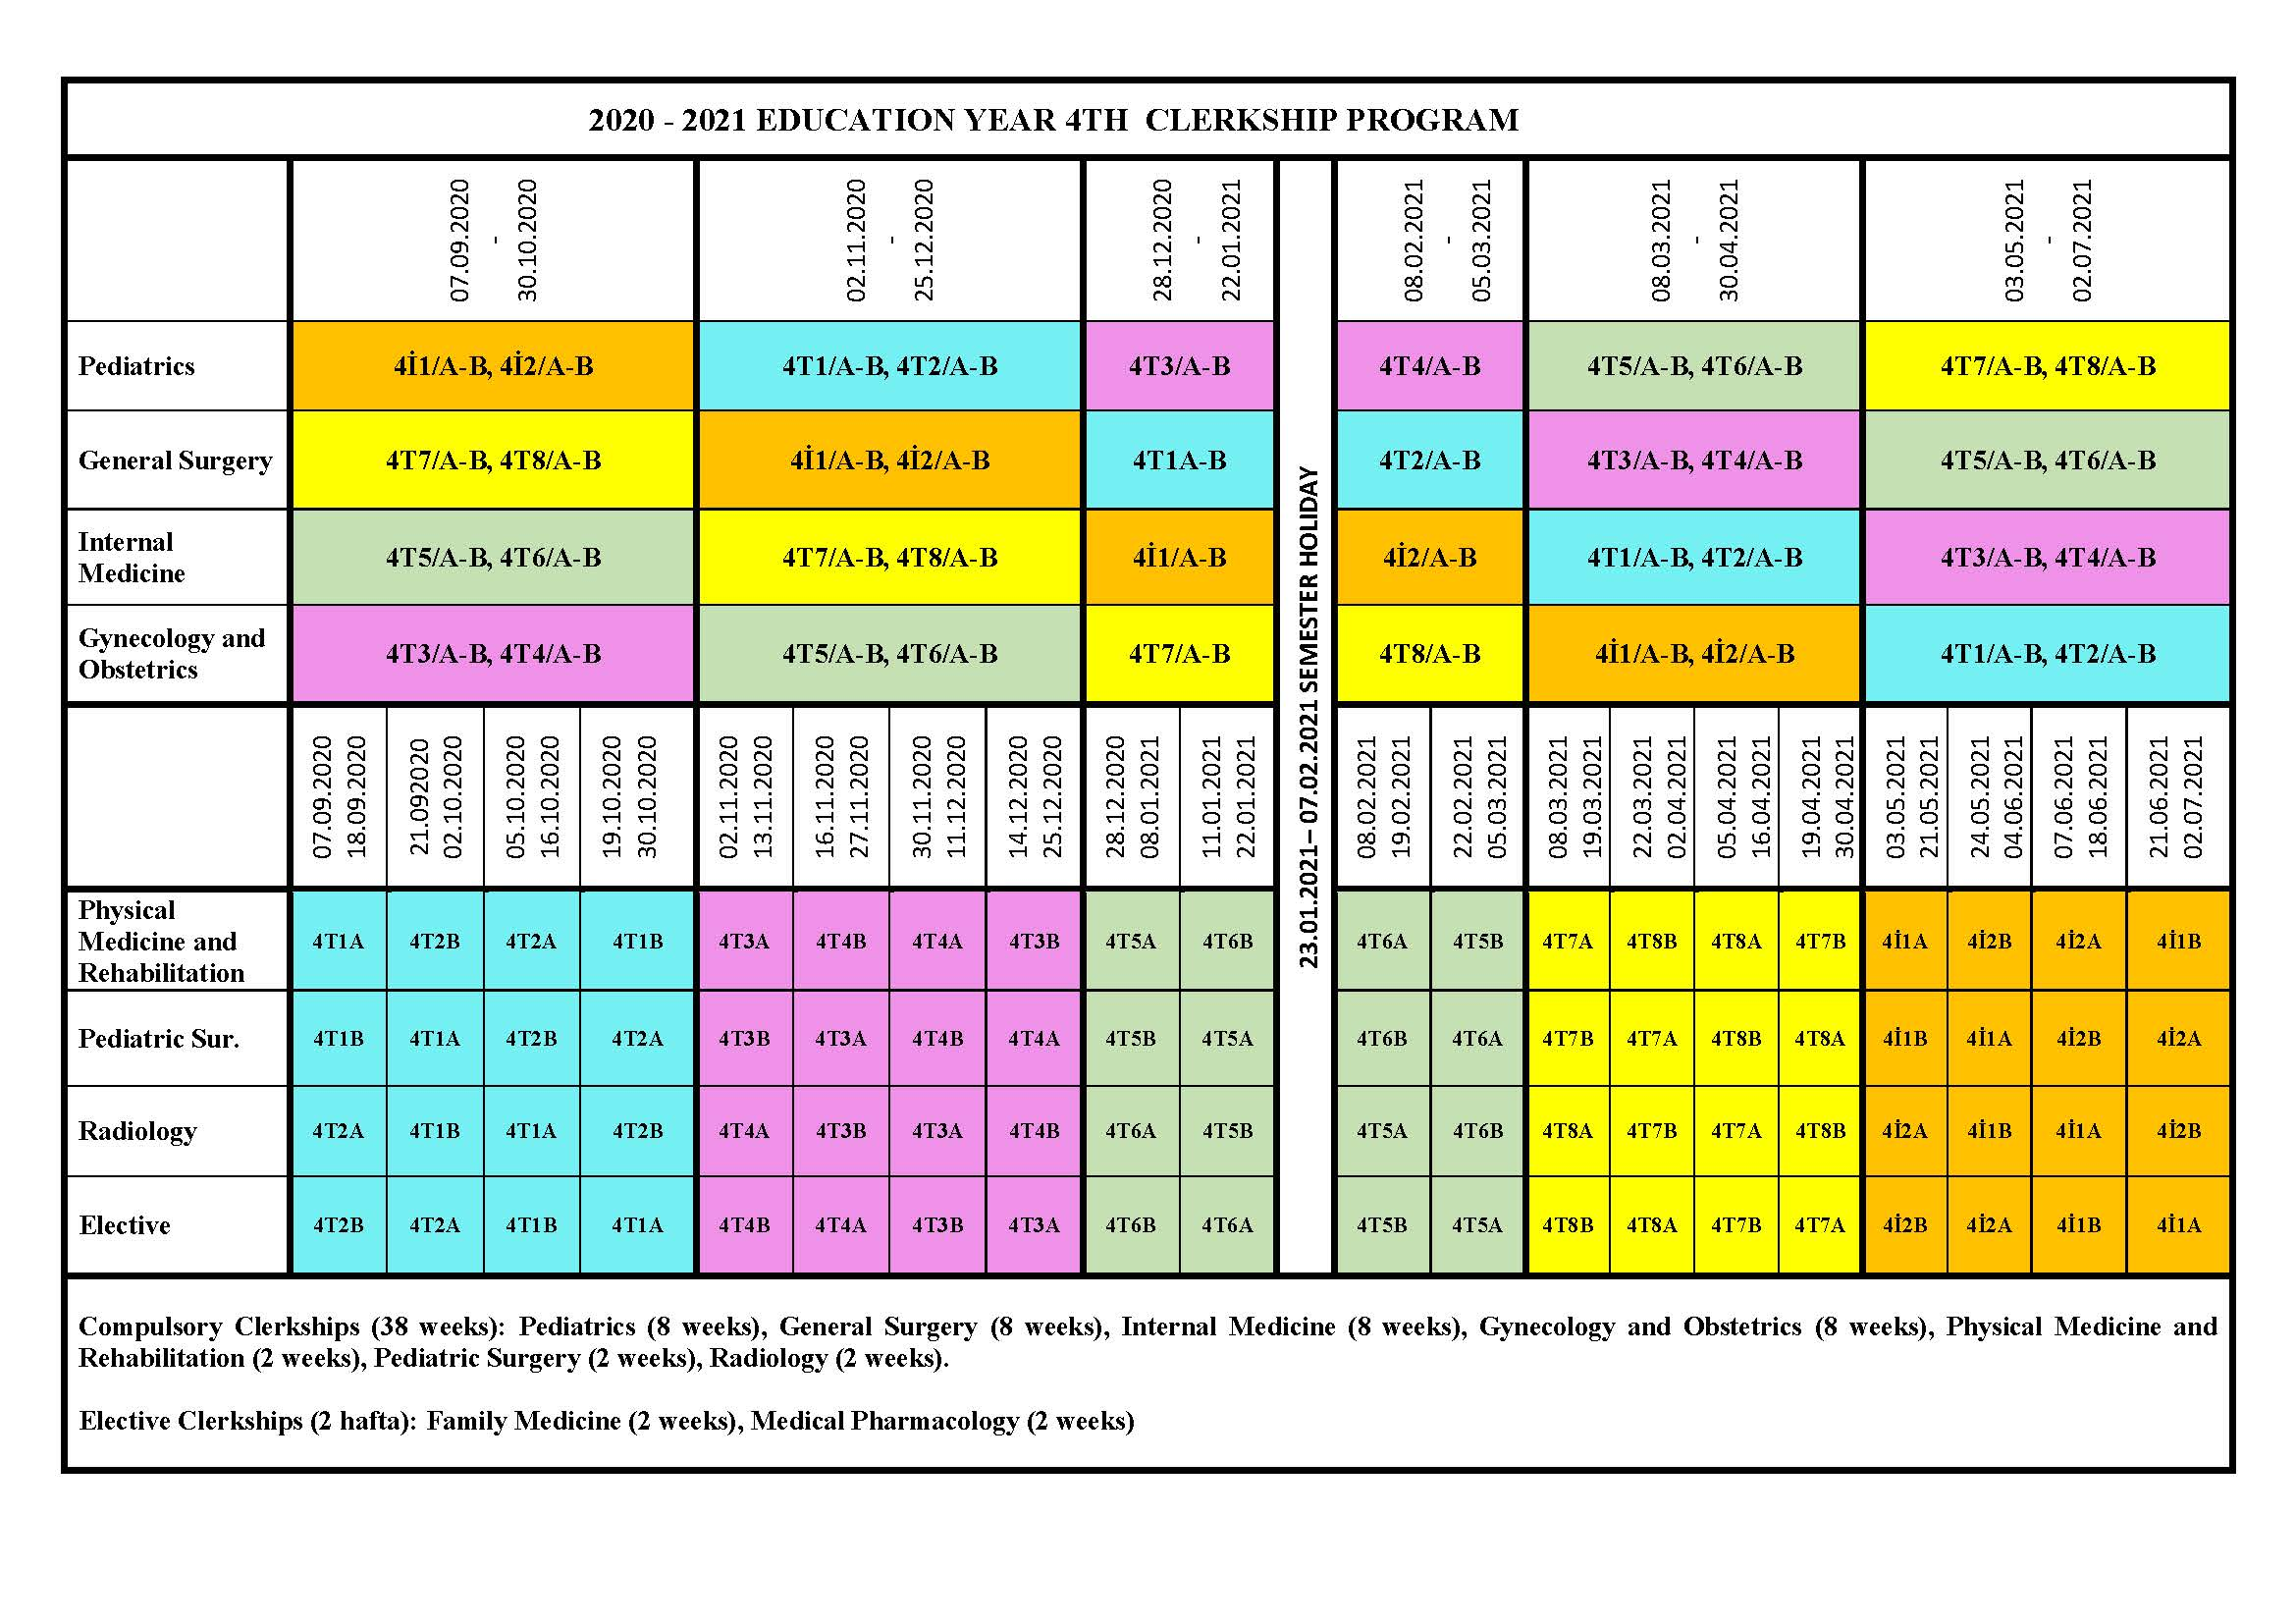 2020 - 2021 EDUCATION YEAR 4TH CLERKSHIP PROGRAM
07.09.2020 - 30.10.2020
02.11.2020 - 25.12.2020
28.12.2020 - 22.01.2021
08.02.2021 - 05.03.2021
08.03.2021 - 30.04.2021
03.05.2021 - 02.07.2021
23.01.2021– 07.02.2021 SEMESTER HOLIDAY
Pediatrics 4İ1/A-B, 4İ2/A-B 4T1/A-B, 4T2/A-B 4T3/A-B 4T4/A-B 4T5/A-B, 4T6/A-B 4T7/A-B, 4T8/A-B
General Surgery 4T7/A-B, 4T8/A-B 4İ1/A-B, 4İ2/A-B 4T1A-B 4T2/A-B 4T3/A-B, 4T4/A-B 4T5/A-B, 4T6/A-B
Internal
Medicine 4T5/A-B, 4T6/A-B 4T7/A-B, 4T8/A-B 4İ1/A-B 4İ2/A-B 4T1/A-B, 4T2/A-B 4T3/A-B, 4T4/A-B
Gynecology and
Obstetrics 4T3/A-B, 4T4/A-B 4T5/A-B, 4T6/A-B 4T7/A-B 4T8/A-B 4İ1/A-B, 4İ2/A-B 4T1/A-B, 4T2/A-B
07.09.2020 18.09.2020
21.092020 02.10.2020
05.10.2020 16.10.2020
19.10.2020 30.10.2020
02.11.2020 13.11.2020
16.11.2020 27.11.2020
30.11.2020 11.12.2020
14.12.2020 25.12.2020
28.12.2020 08.01.2021
11.01.2021 22.01.2021
08.02.2021 19.02.2021
22.02.2021 05.03.2021
08.03.2021 19.03.2021
22.03.2021 02.04.2021
05.04.2021 16.04.2021
19.04.2021 30.04.2021
03.05.2021 21.05.2021
24.05.2021 04.06.2021
07.06.2021 18.06.2021
21.06.2021 02.07.2021
Physical
Medicine and
Rehabilitation 4T1A 4T2B 4T2A 4T1B 4T3A 4T4B 4T4A 4T3B 4T5A 4T6B 4T6A 4T5B 4T7A 4T8B 4T8A 4T7B 4İ1A 4İ2B 4İ2A 4İ1B
Pediatric Sur. 4T1B 4T1A 4T2B 4T2A 4T3B 4T3A 4T4B 4T4A 4T5B 4T5A 4T6B 4T6A 4T7B 4T7A 4T8B 4T8A 4İ1B 4İ1A 4İ2B 4İ2A
Radiology 4T2A 4T1B 4T1A 4T2B 4T4A 4T3B 4T3A 4T4B 4T6A 4T5B 4T5A 4T6B 4T8A 4T7B 4T7A 4T8B 4İ2A 4İ1B 4İ1A 4İ2B
Elective 4T2B 4T2A 4T1B 4T1A 4T4B 4T4A 4T3B 4T3A 4T6B 4T6A 4T5B 4T5A 4T8B 4T8A 4T7B 4T7A 4İ2B 4İ2A 4İ1B 4İ1A
Compulsory Clerkships (38 weeks): Pediatrics (8 weeks), General Surgery (8 weeks), Internal Medicine (8 weeks), Gynecology and Obstetrics (8 weeks), Physical Medicine and
Rehabilitation (2 weeks), Pediatric Surgery (2 weeks), Radiology (2 weeks).
Elective Clerkships (2 hafta): Family Medicine (2 weeks), Medical Pharmacology (2 weeks)